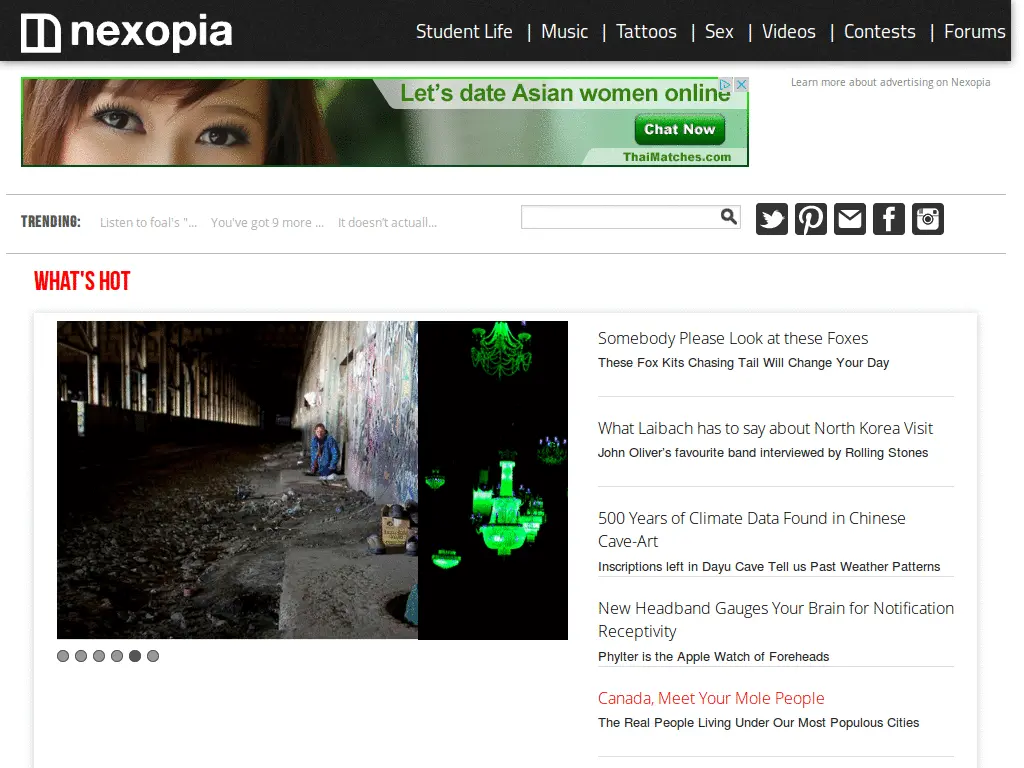 nexopia
Student Life | Music | Tattoos | Sex | Videos | Contests | Forums
Let's date Asian women online
Chat Now
ThaiMatches.com
Learn more about advertising on Nexopia
TRENDING: Listen to foal's "... You've got 9 more ... It doesn’t actuall...
WHAT'S HOT
Somebody Please Look at these Foxes
These Fox Kits Chasing Tail Will Change Your Day
What Laibach has to say about North Korea Visit
John Oliver's favourite band interviewed by Rolling Stones
500 Years of Climate Data Found in Chinese
Cave-Art
Inscriptions left in Dayu Cave Tell us Past Weather Patterns
New Headband Gauges Your Brain for Notification
Receptivity
Phylter is the Apple Watch of Foreheads
Canada, Meet Your Mole People
The Real People Living Under Our Most Populous Cities